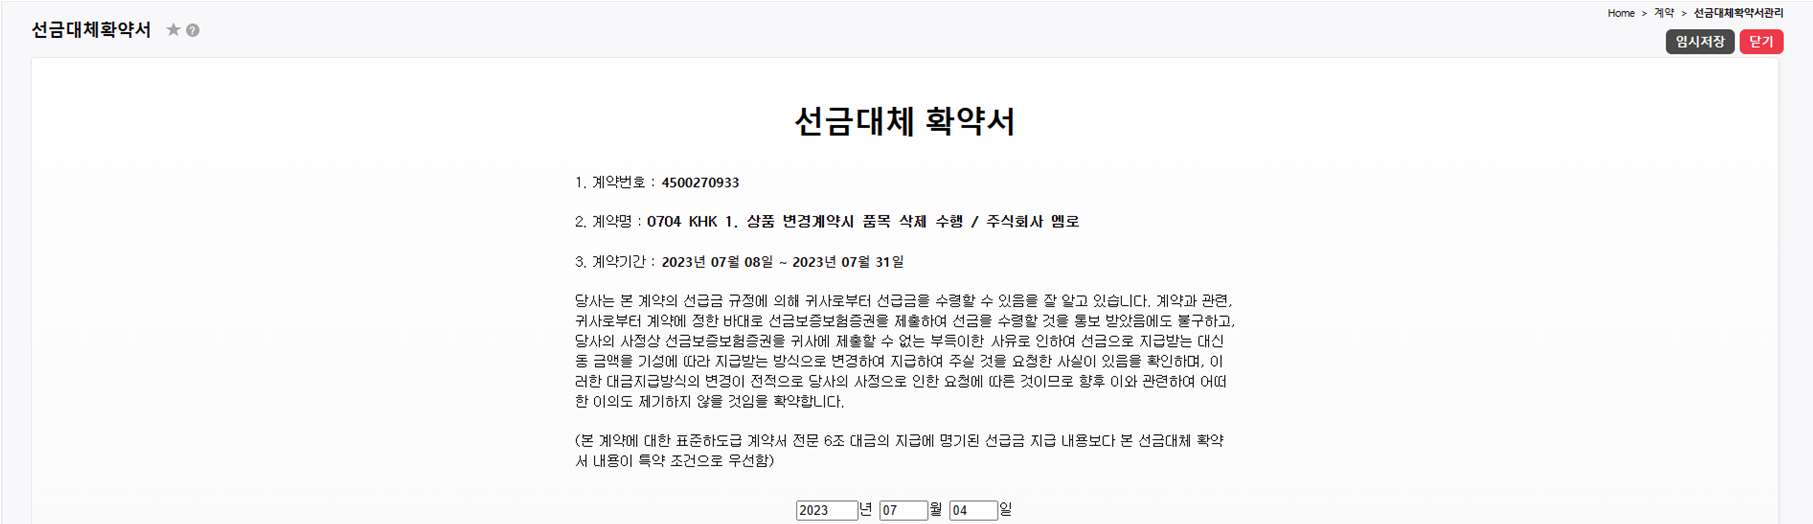 Home > 계약 > 선금대체확약서관리
선금대체확약서
임시저장 닫기
선금대체 확약서
1. 계약번호 : 4500270933
2. 계약명 : 0704 KHK 1. 상품 변경계약시 품목 삭제 수행 / 주식회사 엠로
3. 계약기간 : 2023년 07월 08일 ~ 2023년 07월 31일
당사는 본 계약의 선급금 규정에 의해 귀사로부터 선급금을 수령할 수 있음을 잘 알고 있습니다. 계약과 관련,
귀사로부터 계약에 정한 바대로 선금보증보험증권을 제출하여 선금을 수령할 것을 통보 받았음에도 불구하고,
당사의 사정상 선금보증보험증권을 귀사에 제출할 수 없는 부득이한 사유로 인하여 선금으로 지급받는 대신
동 금액을 기성에 따라 지급받는 방식으로 변경하여 지급하여 주실 것을 요청한 사실이 있음을 확인하며, 이
러한 대금지급방식의 변경이 전적으로 당사의 사정으로 인한 요청에 따른 것이므로 향후 이와 관련하여 어떠
한 이의도 제기하지 않을 것임을 확약합니다.
(본 계약에 대한 표준하도급 계약서 전문 6조 대금의 지급에 명기된 선급금 지급 내용보다 본 선금대체 확약
서 내용이 특약 조건으로 우선함)
2023년 07월 04일